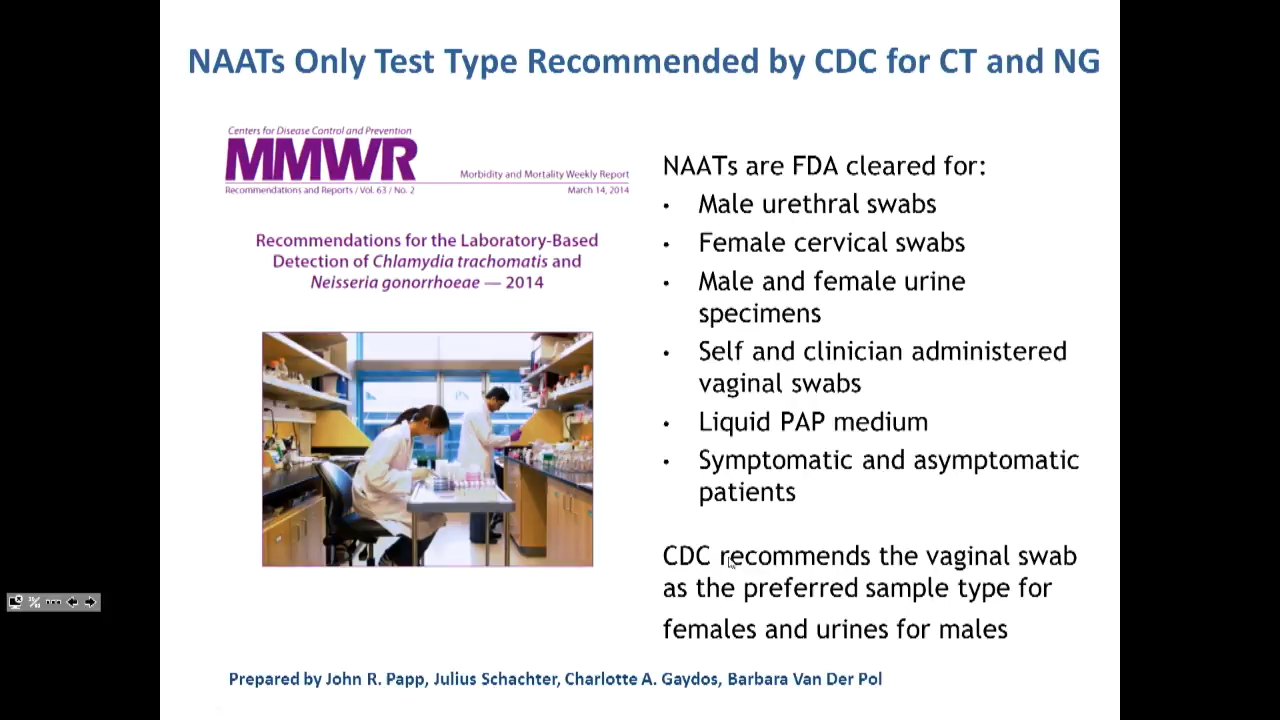 NAATs Only Test Type Recommended by CDC for CT and NG
Centers for Disease Control and Prevention
MMWR
Morbidity and Mortality Weekly Report
Recommendations and Reports / Vol. 63 / No. 2
March 14, 2014
Recommendations for the Laboratory-Based
Detection of Chlamydia trachomatis and
Neisseria gonorrhoeae — 2014
NAATs are FDA cleared for:
• Male urethral swabs
• Female cervical swabs
• Male and female urine
specimens
• Self and clinician administered
vaginal swabs
• Liquid PAP medium
• Symptomatic and asymptomatic
patients
CDC recommends the vaginal swab
as the preferred sample type for
females and urines for males
Prepared by John R. Papp, Julius Schachter, Charlotte A. Gaydos, Barbara Van Der Pol